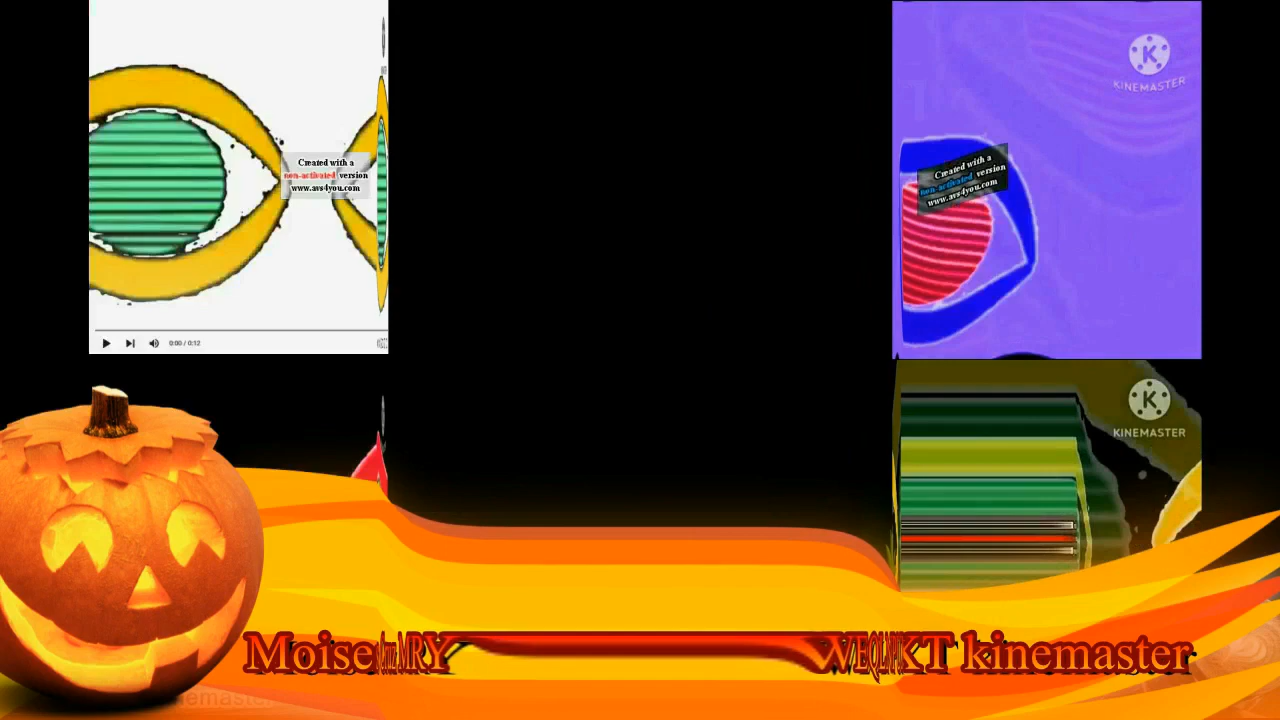 Created with a
non-activated version
www.avs4you.com
0:00 / 0:12
KINEMASTER
Created with a
non-activated version
www.avs4you.com
KINEMASTER
Moise
MRY
kinemaster